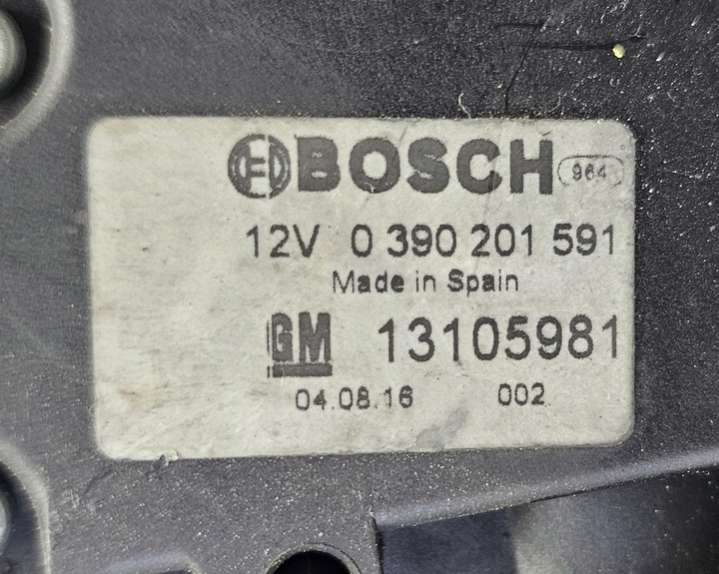 BOSCH 964
12V 0 390 201 591
Made in Spain
GM 13105981
04.08.16 002